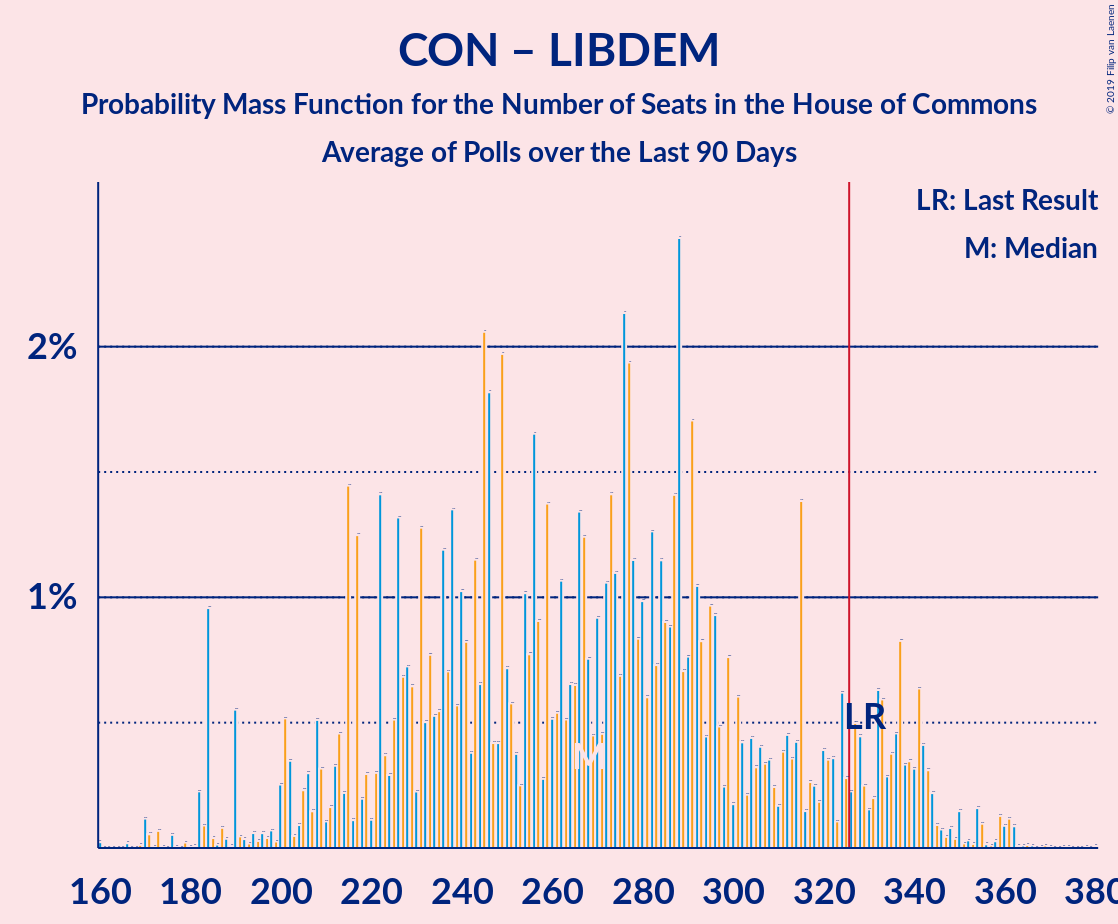 CON – LIBDEM
Probability Mass Function for the Number of Seats in the House of Commons
Average of Polls over the Last 90 Days
© 2019 Filip van Laenen
LR: Last Result
M: Median
2%
1%
LR
M
160 180 200 220 240 260 280 300 320 340 360 380